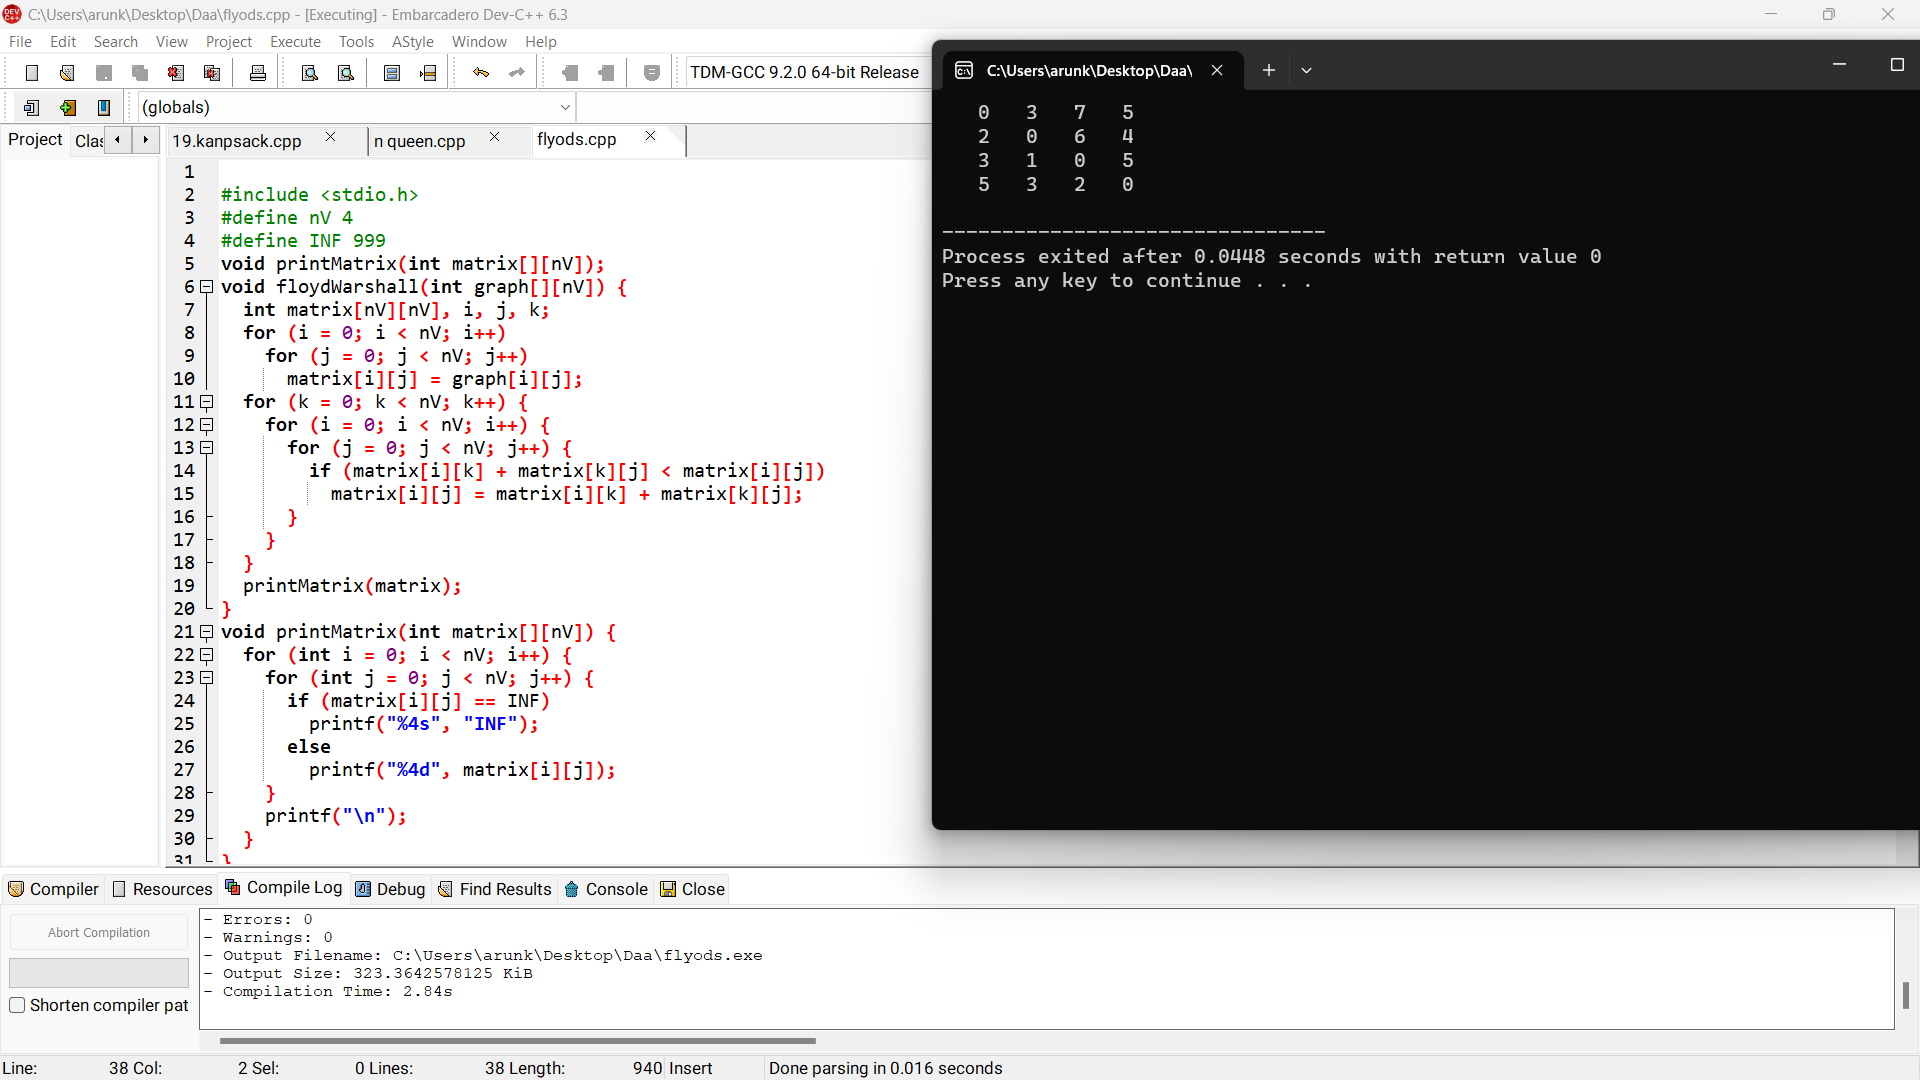 C:\Users\arunk\Desktop\Daa\flyods.cpp - [Executing] - Embarcadero Dev-C++ 6.3
File Edit Search View Project Execute Tools AStyle Window Help
TDM-GCC 9.2.0 64-bit Release
(globals)
Project Clas 19.kanpsack.cpp n queen.cpp flyods.cpp
1
2 #include <stdio.h>
3 #define nV 4
4 #define INF 999
5 void printMatrix(int matrix[][nV]);
6 void floydWarshall(int graph[][nV]) {
7 int matrix[nV][nV], i, j, k;
8 for (i = 0; i < nV; i++)
9 for (j = 0; j < nV; j++)
10 matrix[i][j] = graph[i][j];
11 for (k = 0; k < nV; k++) {
12 for (i = 0; i < nV; i++) {
13 for (j = 0; j < nV; j++) {
14 if (matrix[i][k] + matrix[k][j] < matrix[i][j])
15 matrix[i][j] = matrix[i][k] + matrix[k][j];
16 }
17 }
18 }
19 printMatrix(matrix);
20 }
21 void printMatrix(int matrix[][nV]) {
22 for (int i = 0; i < nV; i++) {
23 for (int j = 0; j < nV; j++) {
24 if (matrix[i][j] == INF)
25 printf("%4s", "INF");
26 else
27 printf("%4d", matrix[i][j]);
28 }
29 printf("\n");
30 }
31 }
C:\Users\arunk\Desktop\Daa\
0 3 7 5
2 0 6 4
3 1 0 5
5 3 2 0
--------------------------------
Process exited after 0.0448 seconds with return value 0
Press any key to continue . . .
Compiler Resources Compile Log Debug Find Results Console Close
Abort Compilation
Shorten compiler pat
- Errors: 0
- Warnings: 0
- Output Filename: C:\Users\arunk\Desktop\Daa\flyods.exe
- Output Size: 323.3642578125 KiB
- Compilation Time: 2.84s
Line: 38 Col: 2 Sel: 0 Lines: 38 Length: 940 Insert Done parsing in 0.016 seconds